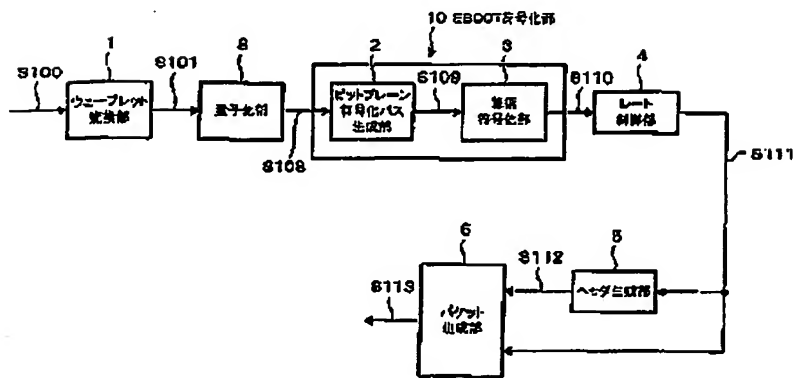 10 EBCOT符号化部
1
8
2
3
4
S100
S101
S109
S110
ウェーブレット
変換部
量子化部
ビットプレーン
符号化パス
生成部
算術
符号化部
レート
制御部
S108
S111
6
5
S112
S113
ヘッダ生成部
パケット
生成部